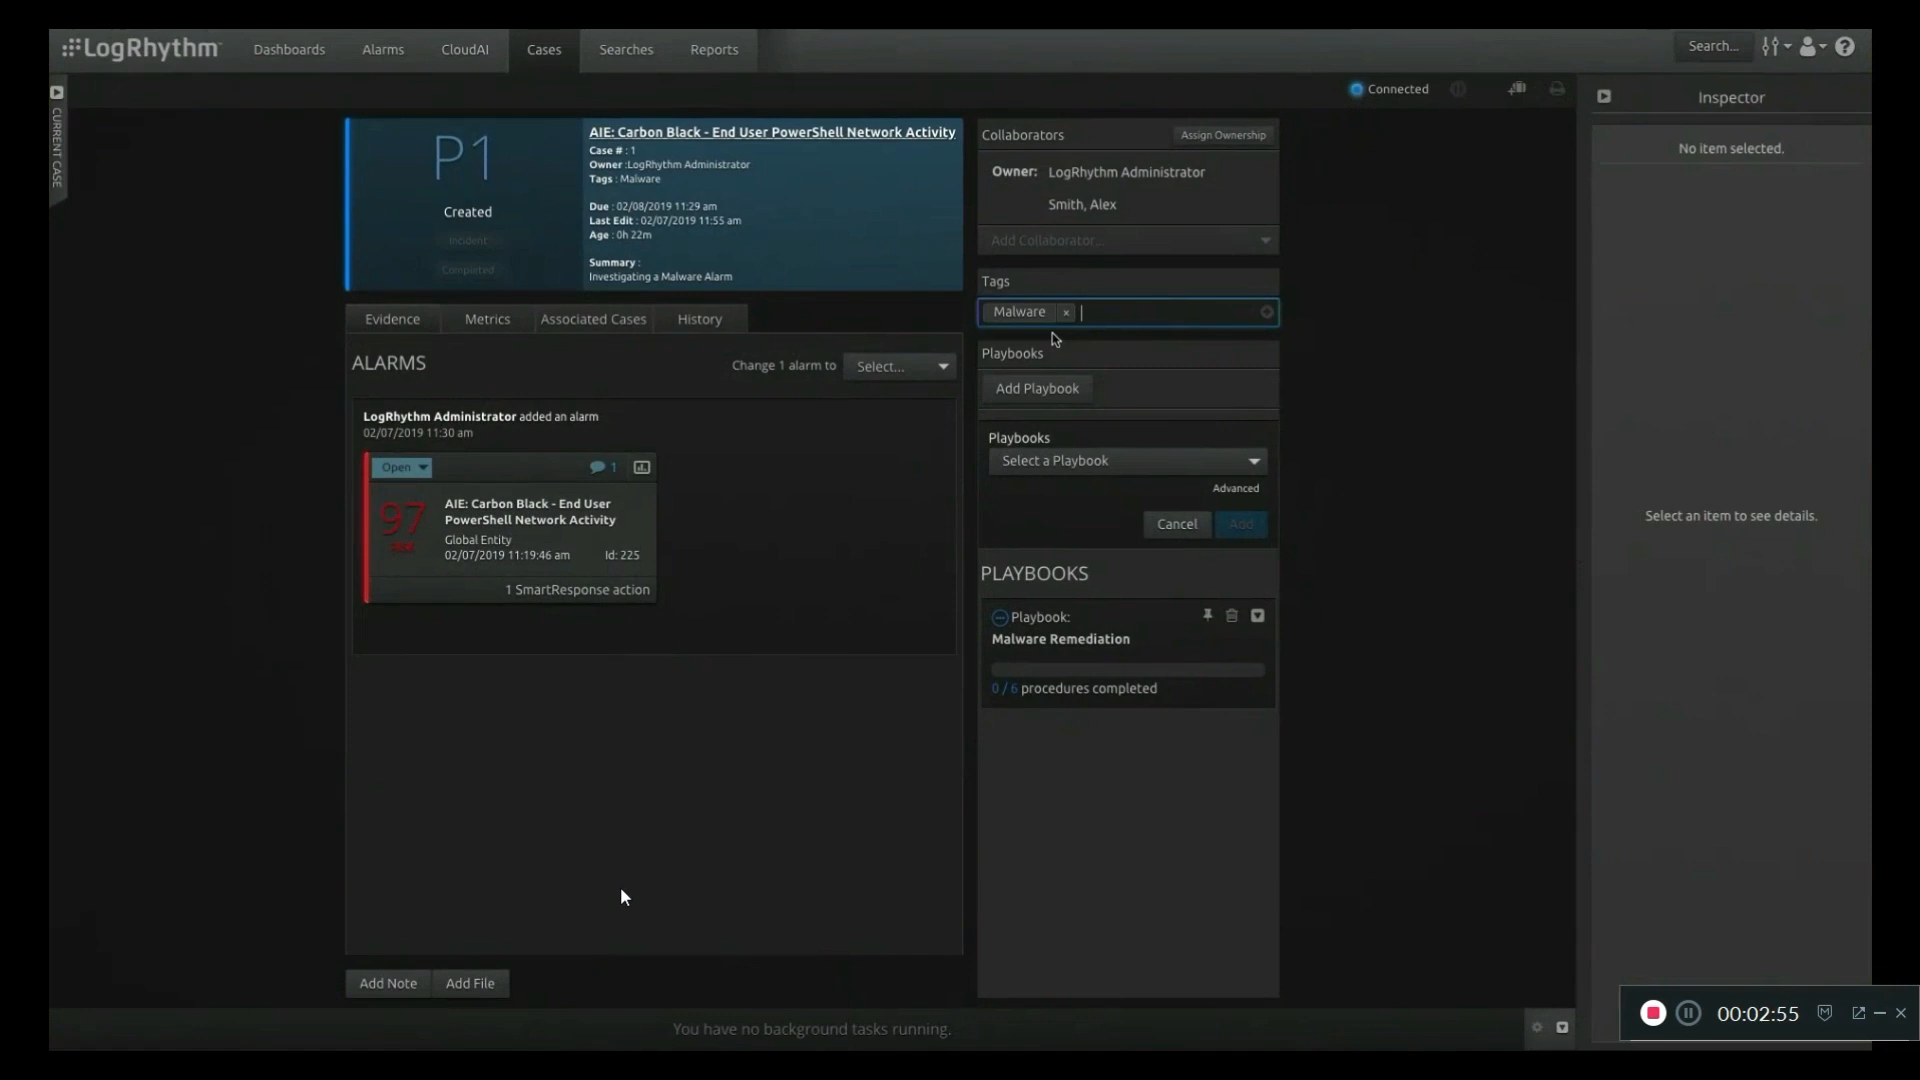 LogRhythm
Dashboards
Alarms
CloudAI
Cases
Searches
Reports
Search...
CURRENT CASE
Connected
Inspector
No item selected.
Select an item to see details.
P1
Created
Incident
Completed
AIE: Carbon Black - End User PowerShell Network Activity
Case # : 1
Owner :LogRhythm Administrator
Tags : Malware
Due : 02/08/2019 11:29 am
Last Edit : 02/07/2019 11:55 am
Age : 0h 22m
Summary :
Investigating a Malware Alarm
Evidence
Metrics
Associated Cases
History
ALARMS
Change 1 alarm to
Select...
LogRhythm Administrator added an alarm
02/07/2019 11:30 am
Open
1
97
RISK
AIE: Carbon Black - End User
PowerShell Network Activity
Global Entity
02/07/2019 11:19:46 am Id: 225
1 SmartResponse action
Add Note
Add File
Collaborators
Assign Ownership
Owner: LogRhythm Administrator
Smith, Alex
Add Collaborator...
Tags
Malware ×
Playbooks
Add Playbook
Playbooks
Select a Playbook
Advanced
Cancel
Add
PLAYBOOKS
Playbook:
Malware Remediation
0 / 6 procedures completed
You have no background tasks running.
00:02:55